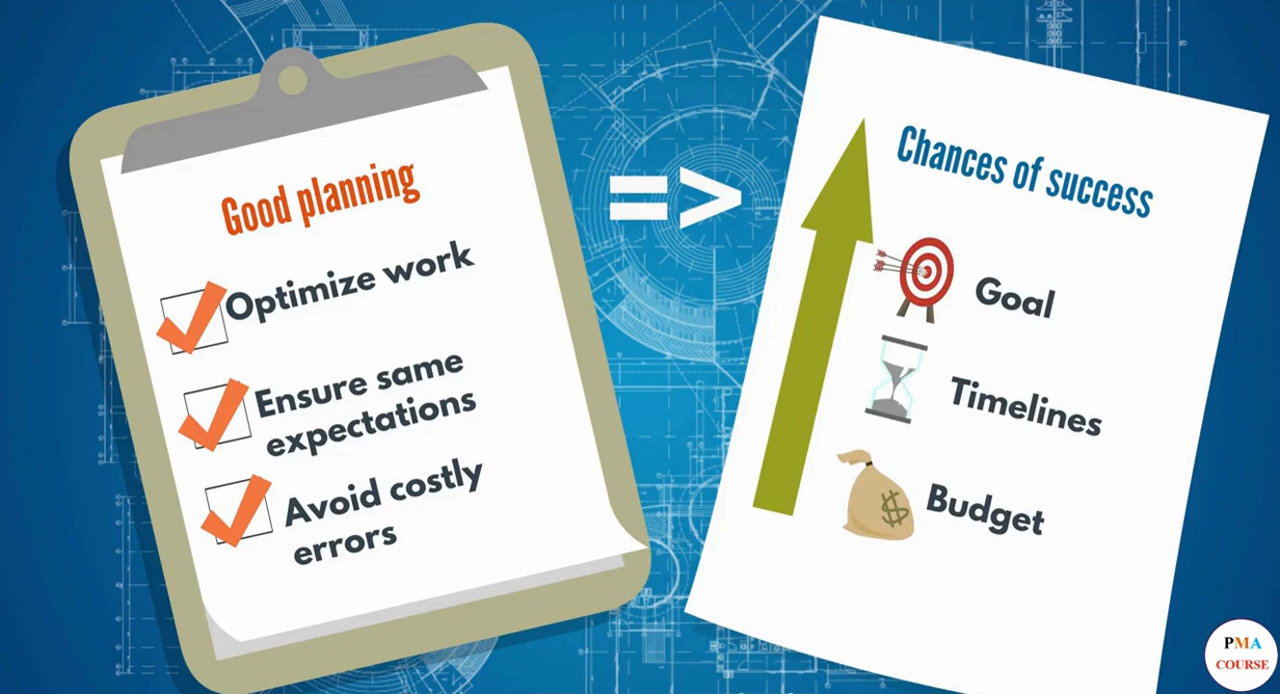 Good planning
Optimize work
Ensure same
expectations
Avoid costly
errors
=>
Chances of success
Goal
Timelines
$
Budget
PMA
COURSE